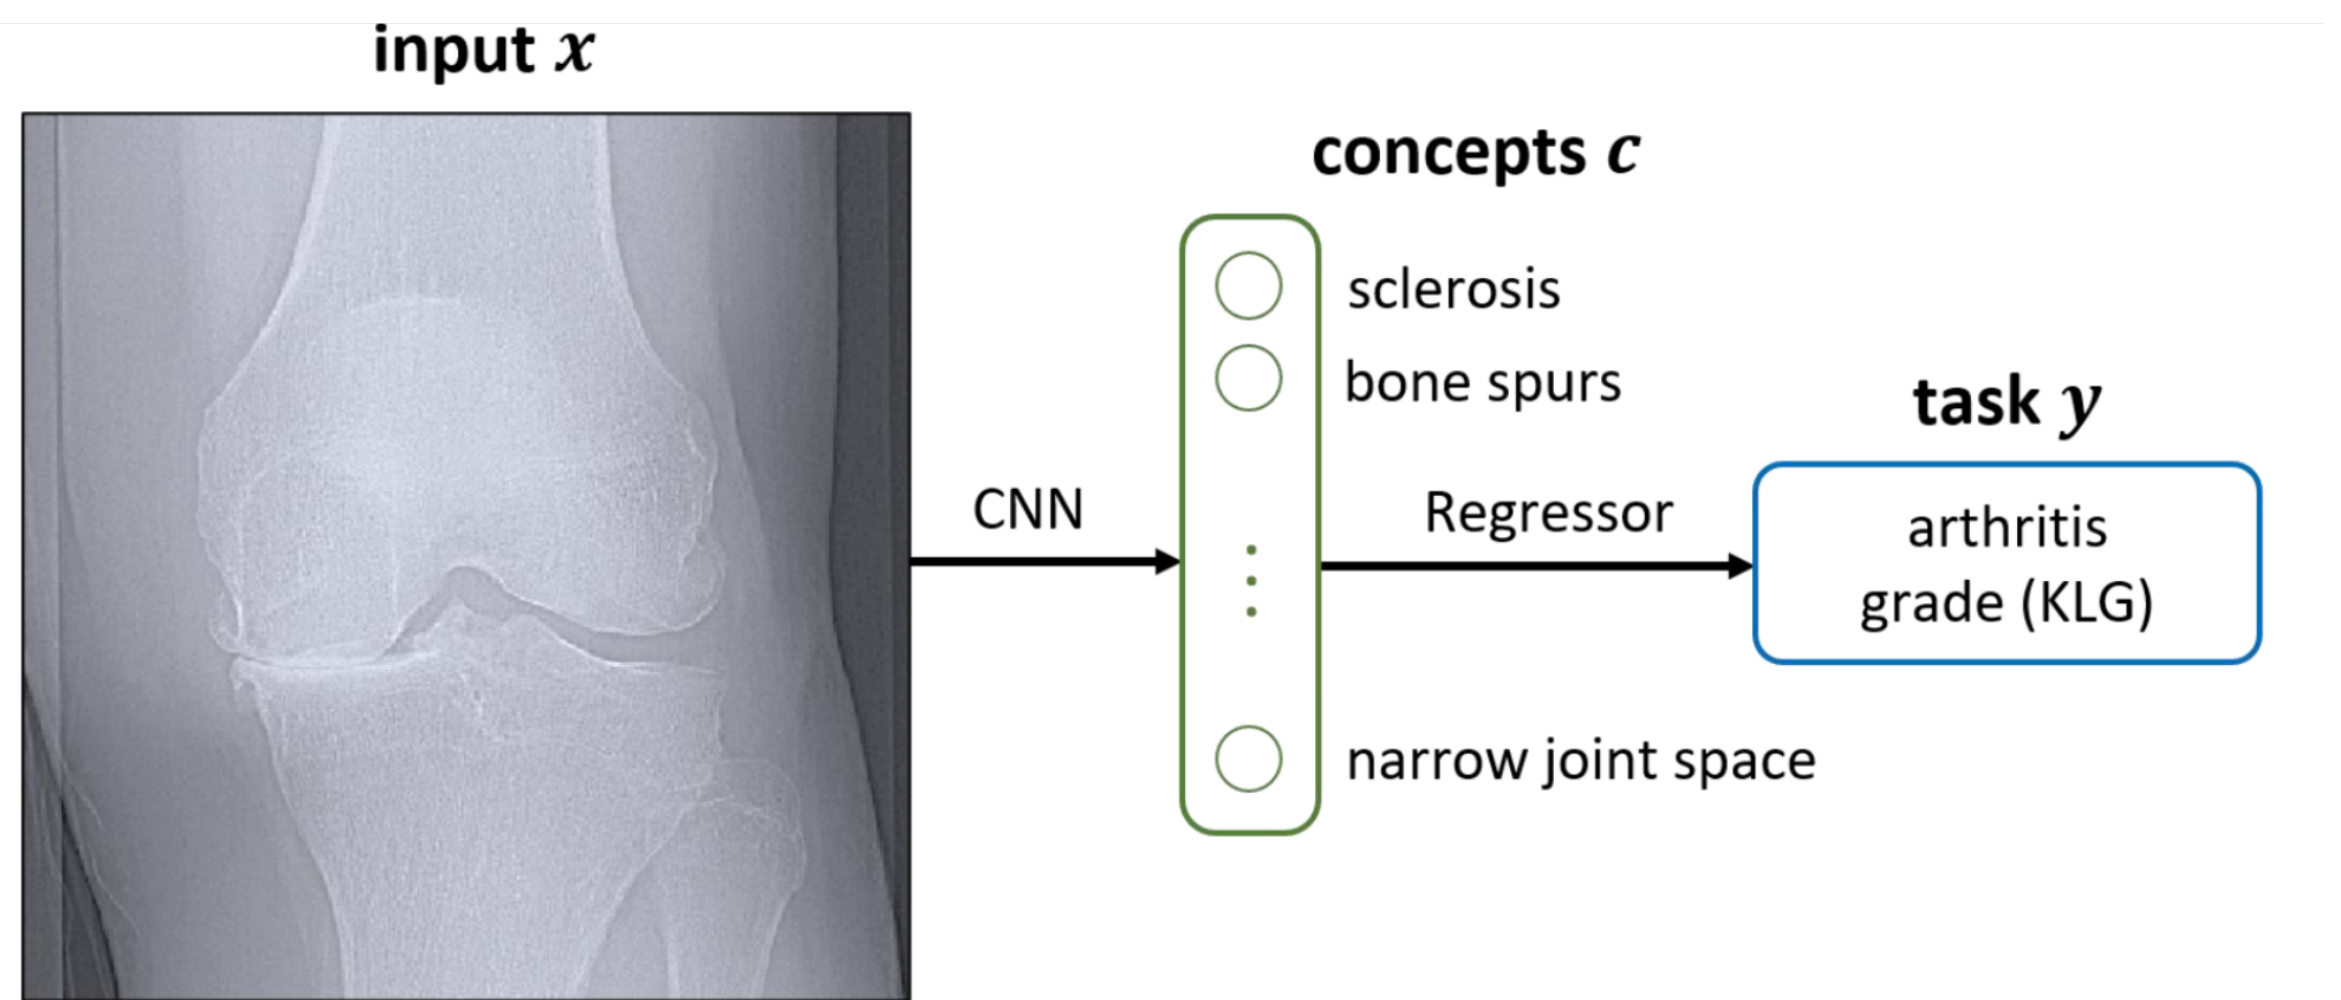 input x
concepts c
sclerosis
bone spurs
task y
CNN
Regressor
arthritis
grade (KLG)
narrow joint space